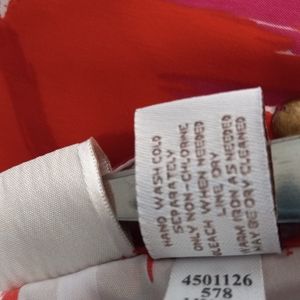 HAND WASH COLD
SEPARATELY
ONLY NON-CHLORINE
BLEACH WHEN NEEDED
LINE DRY
WARM IRON AS NEEDED
MAY BE DRY CLEANED
4501126
578